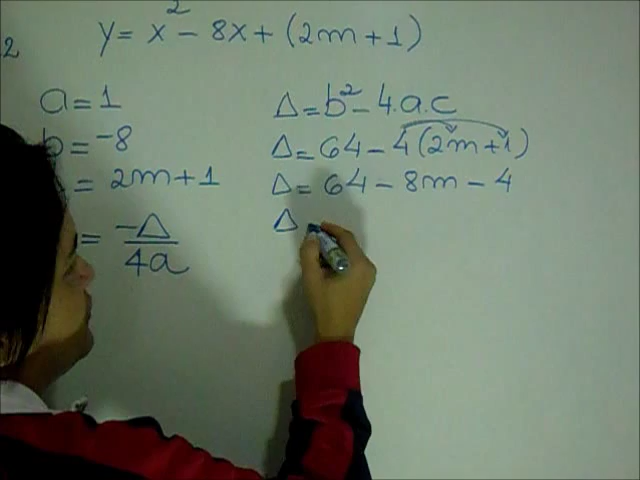 y = x² - 8x + (2m + 1)
2
a = 1
b = -8
= 2m + 1
= -Δ/4a
Δ = b² - 4.a.c
Δ = 64 - 4(2m + 1)
Δ = 64 - 8m - 4
Δ